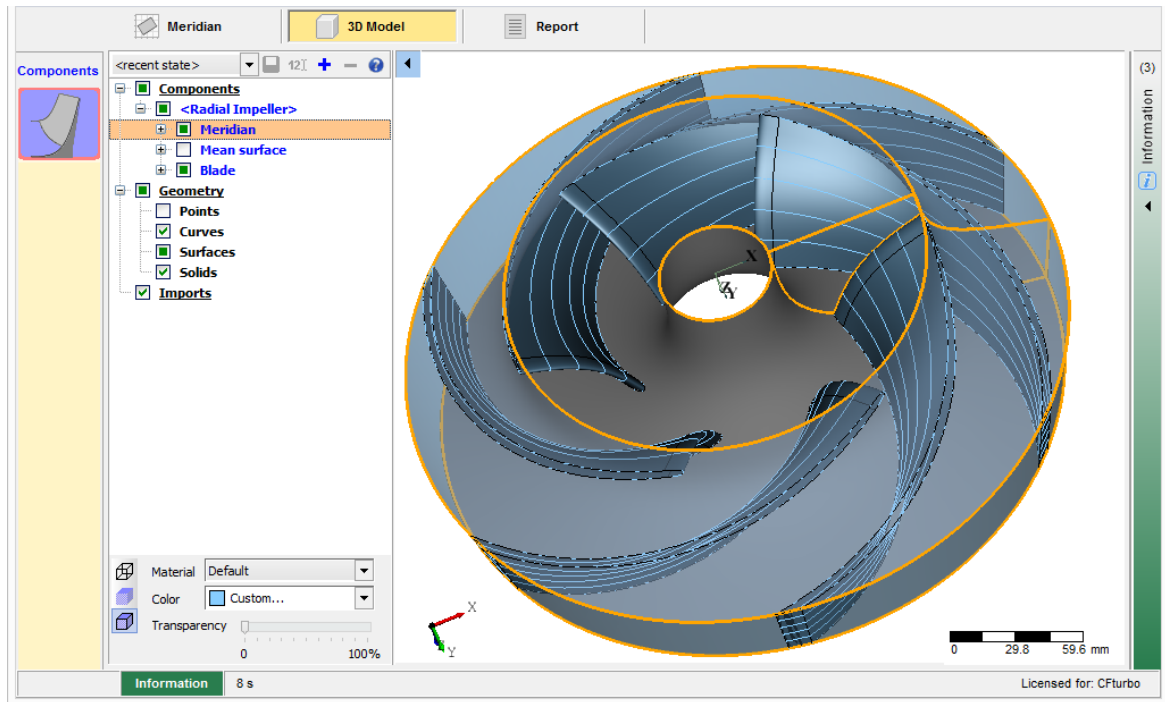 Meridian
3D Model
Report
Components
<recent state>
12
Components
<Radial Impeller>
Meridian
Mean surface
Blade
Geometry
Points
Curves
Surfaces
Solids
Imports
Material Default
Color Custom...
Transparency
0 100%
X
Z
Y
X
Y
0 29.8 59.6 mm
(3)
Information
i
Information 8 s
Licensed for: CFturbo